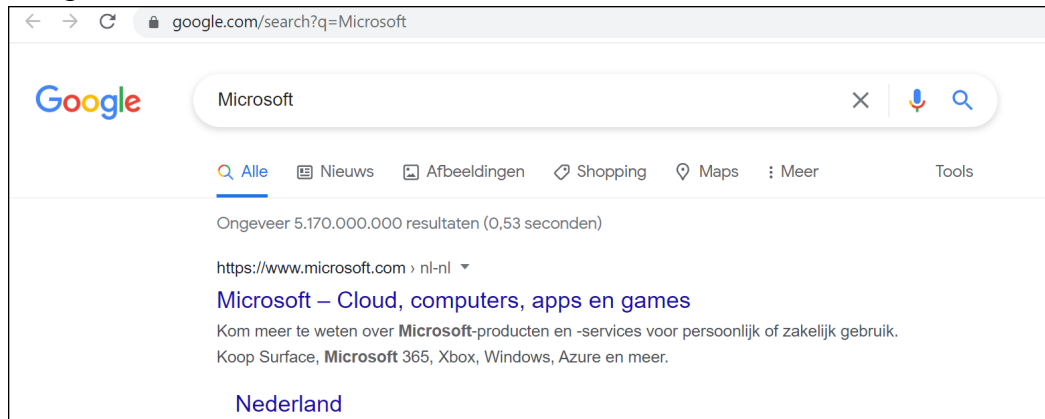 google.com/search?q=Microsoft
Google
Microsoft
Alle Nieuws Afbeeldingen Shopping Maps Meer Tools
Ongeveer 5.170.000.000 resultaten (0,53 seconden)
https://www.microsoft.com › nl-nl
Microsoft – Cloud, computers, apps en games
Kom meer te weten over Microsoft-producten en -services voor persoonlijk of zakelijk gebruik.
Koop Surface, Microsoft 365, Xbox, Windows, Azure en meer.
Nederland